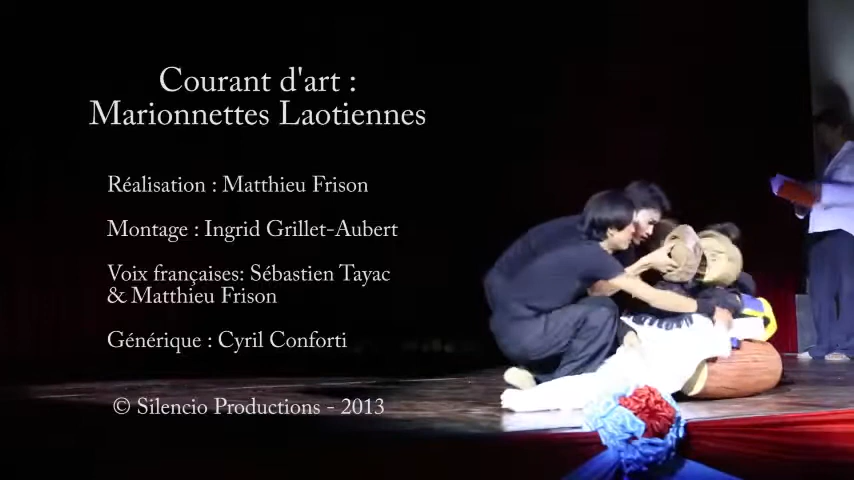 Courant d'art :
Marionnettes Laotiennes
Réalisation : Matthieu Frison
Montage : Ingrid Grillet-Aubert
Voix françaises: Sébastien Tayac
& Matthieu Frison
Générique : Cyril Conforti
© Silencio Productions - 2013